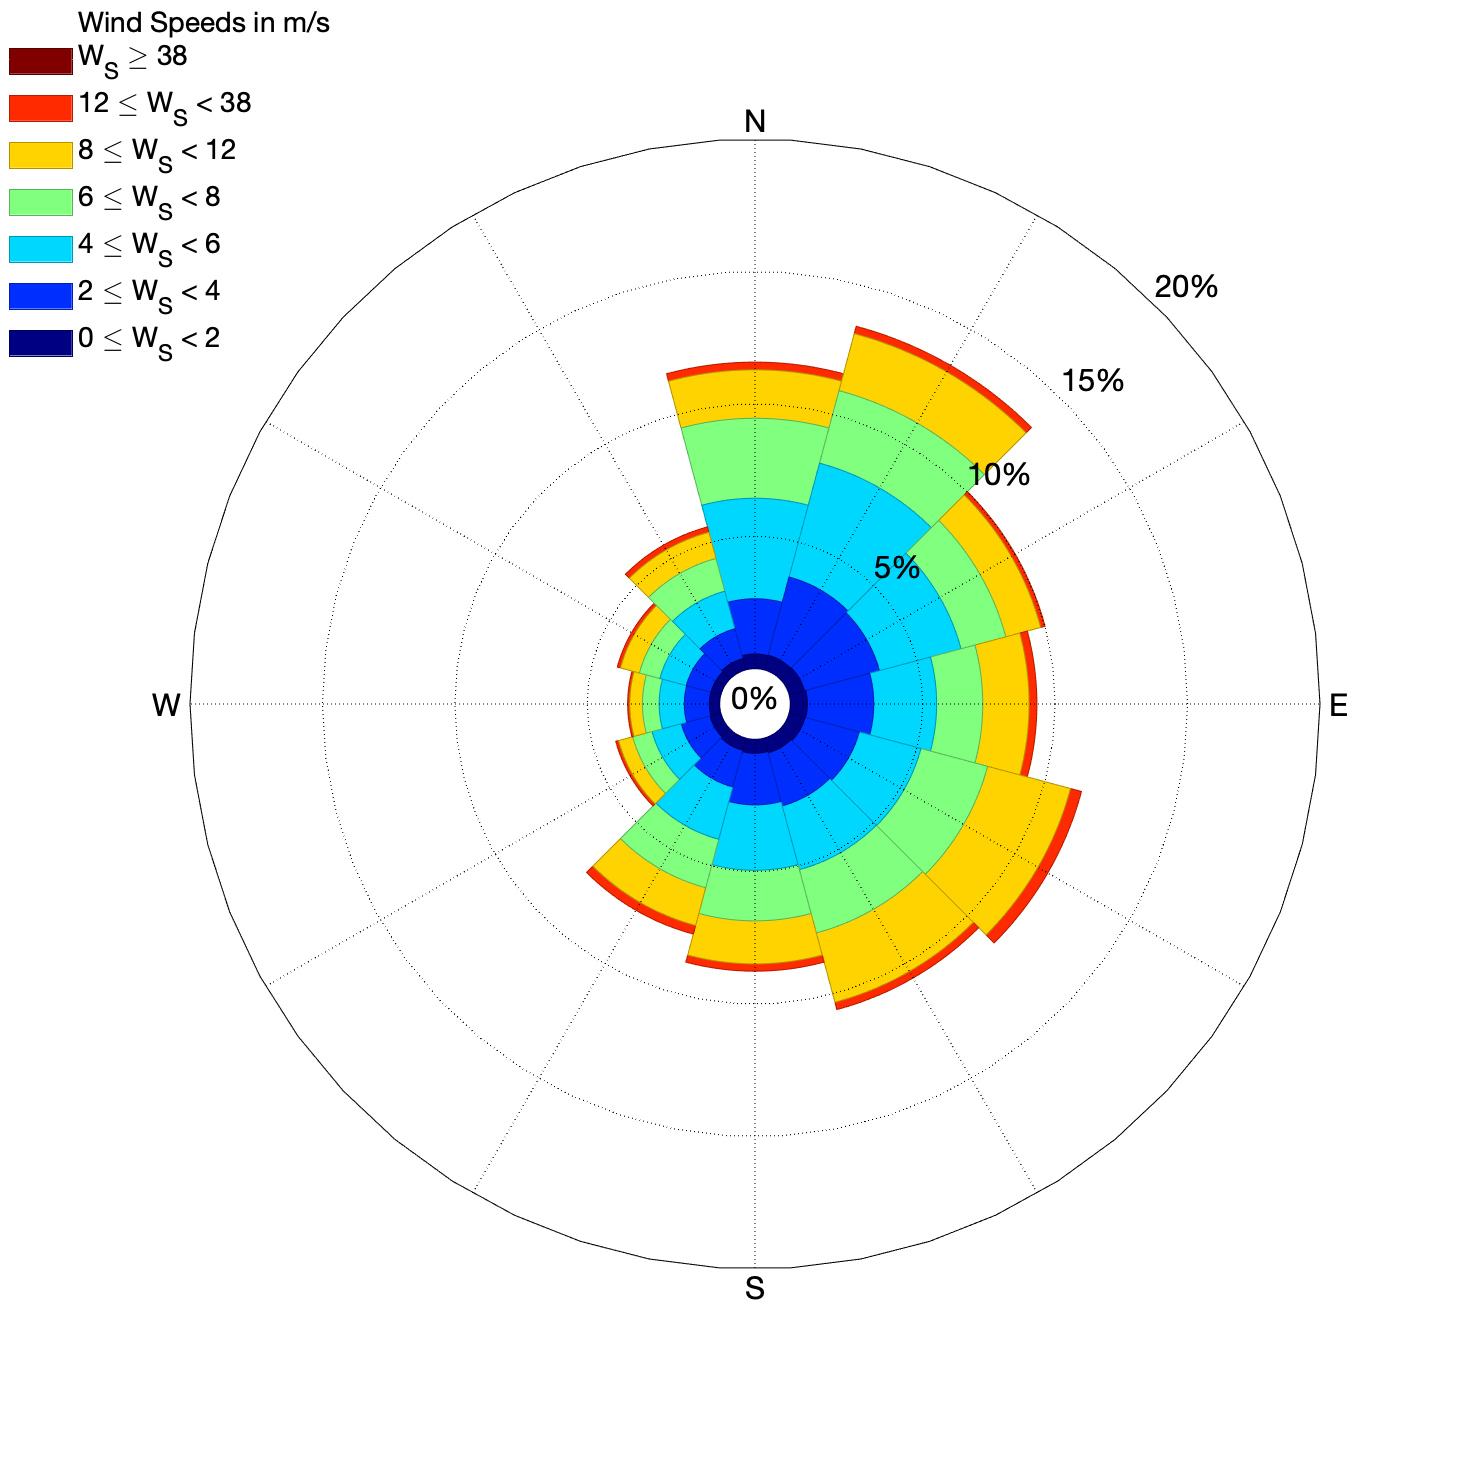 Wind Speeds in m/s
W_S ≥ 38
12 ≤ W_S < 38
8 ≤ W_S < 12
6 ≤ W_S < 8
4 ≤ W_S < 6
2 ≤ W_S < 4
0 ≤ W_S < 2
N
20%
15%
10%
5%
0%
W
E
S